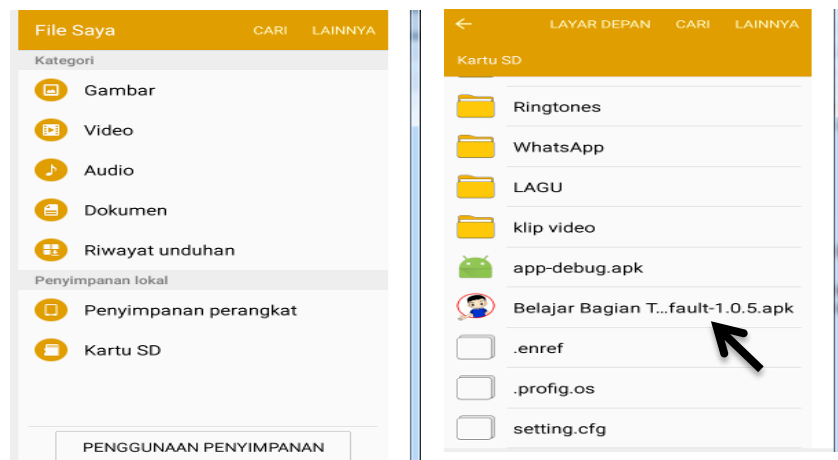 File Saya CARI LAINNYA
Kategori
Gambar
Video
Audio
Dokumen
Riwayat unduhan
Penyimpanan lokal
Penyimpanan perangkat
Kartu SD
PENGGUNAAN PENYIMPANAN
LAYAR DEPAN CARI LAINNYA
Kartu SD
Ringtones
WhatsApp
LAGU
klip video
app-debug.apk
Belajar Bagian T...fault-1.0.5.apk
.enref
.profig.os
setting.cfg